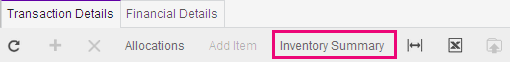 Transaction Details Financial Details
Allocations Add Item Inventory Summary